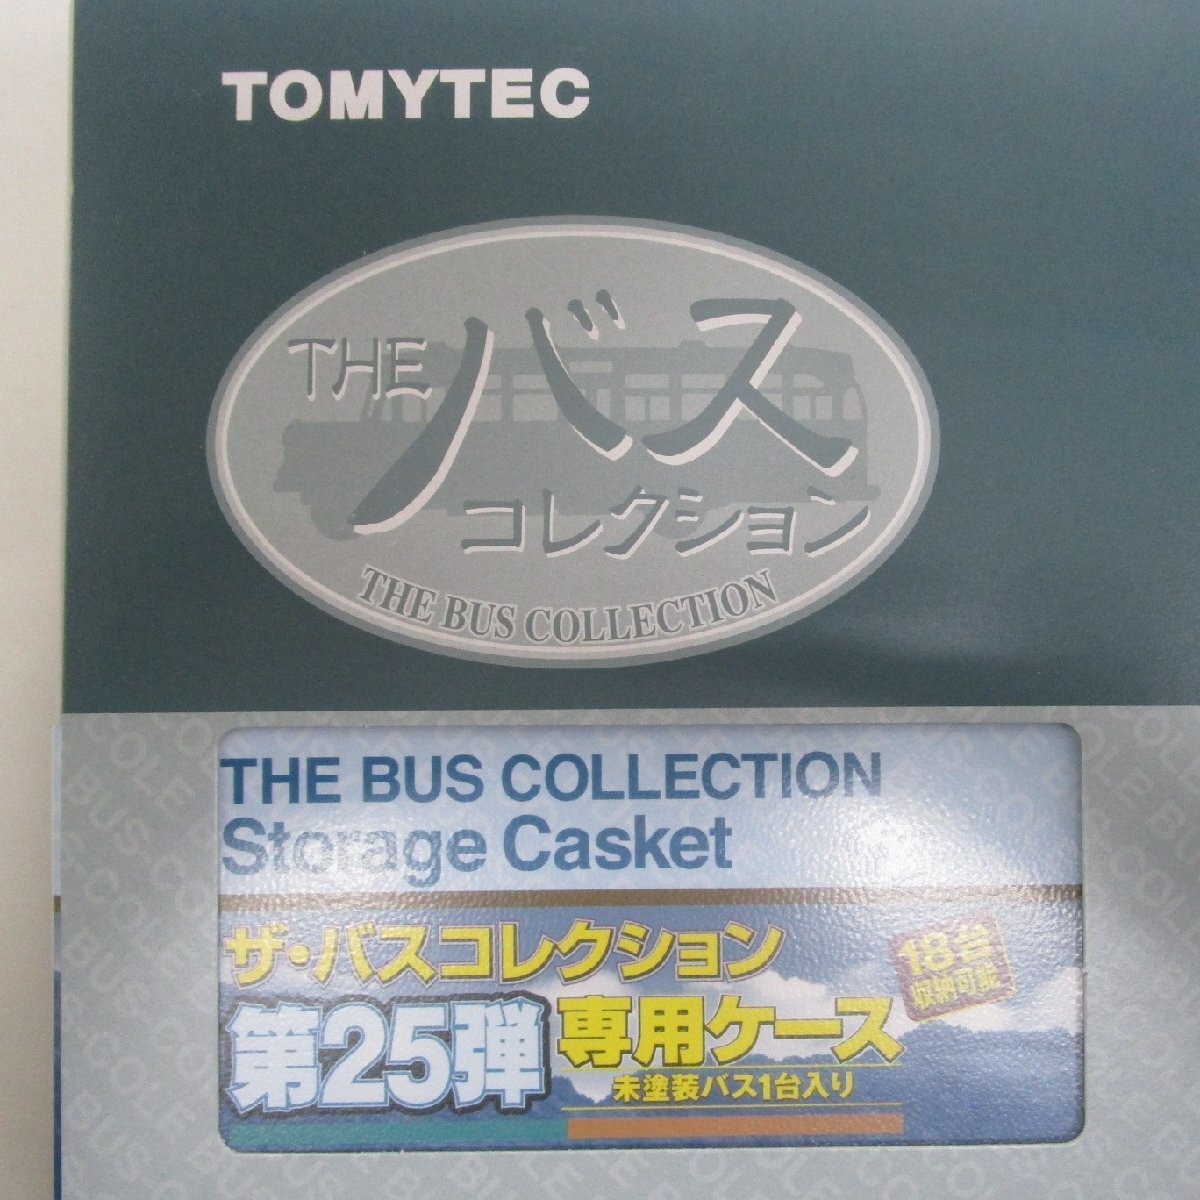 TOMYTEC
THE バス
コレクション
THE BUS COLLECTION
THE BUS COLLECTION
Storage Casket
ザ・バスコレクション
18台
収納可能
第25弾 専用ケース
未塗装バス1台入り